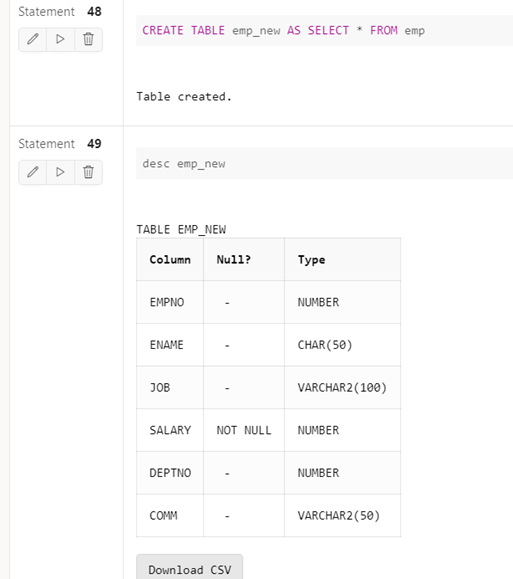 Statement 48
CREATE TABLE emp_new AS SELECT * FROM emp
Table created.
Statement 49
desc emp_new
TABLE EMP_NEW
Column Null? Type
EMPNO - NUMBER
ENAME - CHAR(50)
JOB - VARCHAR2(100)
SALARY NOT NULL NUMBER
DEPTNO - NUMBER
COMM - VARCHAR2(50)
Download CSV